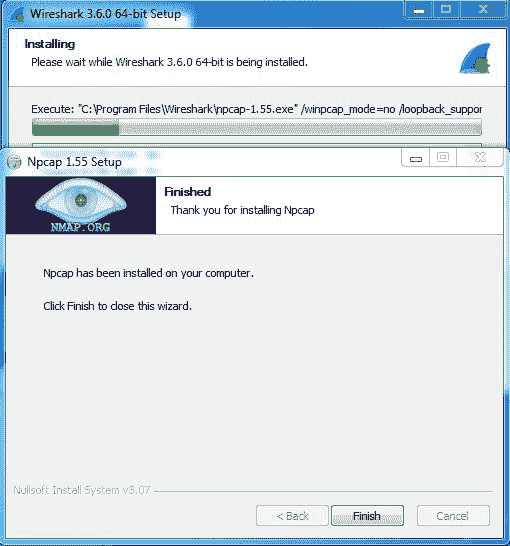 Wireshark 3.6.0 64-bit Setup
Installing
Please wait while Wireshark 3.6.0 64-bit is being installed.
Execute: "C:\Program Files\Wireshark\npcap-1.55.exe" /winpcap_mode=no /loopback_suppor
Npcap 1.55 Setup
NMAP.ORG
Finished
Thank you for installing Npcap
Npcap has been installed on your computer.
Click Finish to close this wizard.
Nullsoft Install System v3.07
< Back
Finish
Cancel